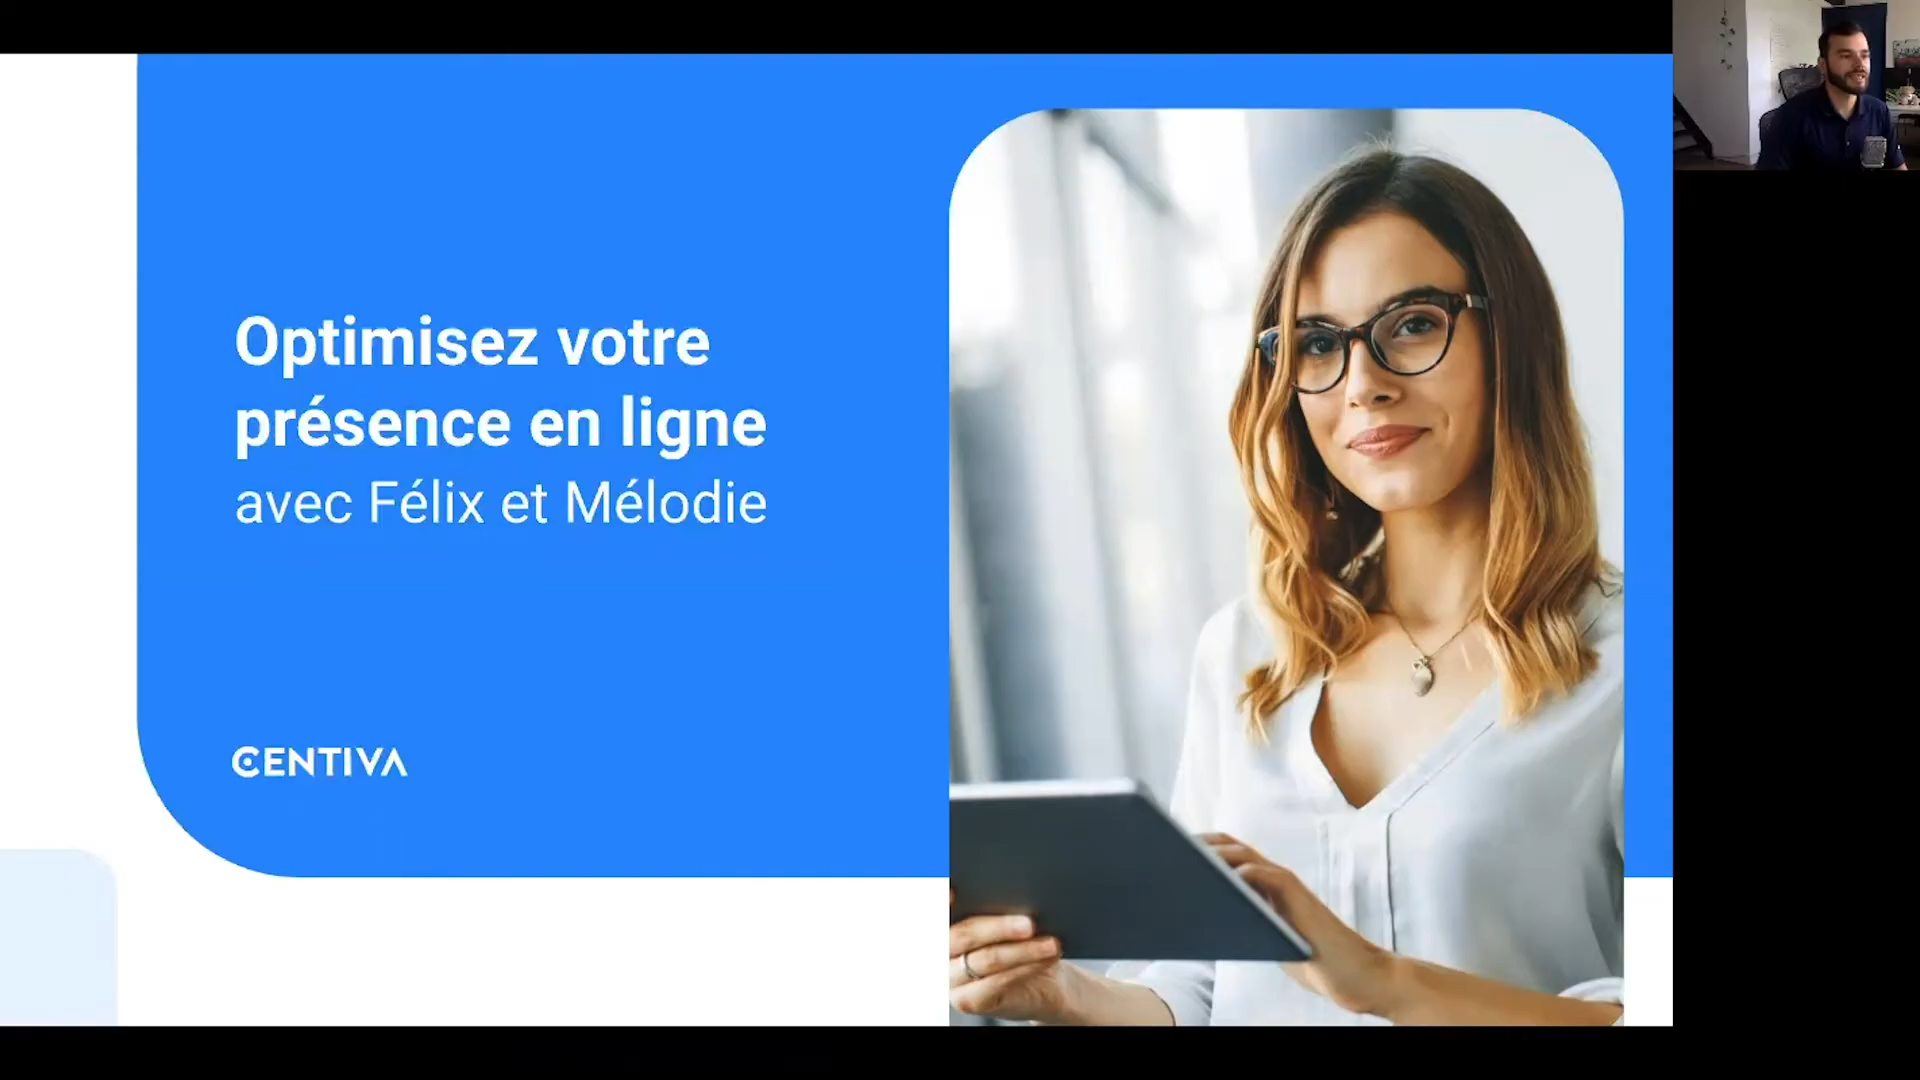 Optimisez votre
présence en ligne
avec Félix et Mélodie
CENTIVA